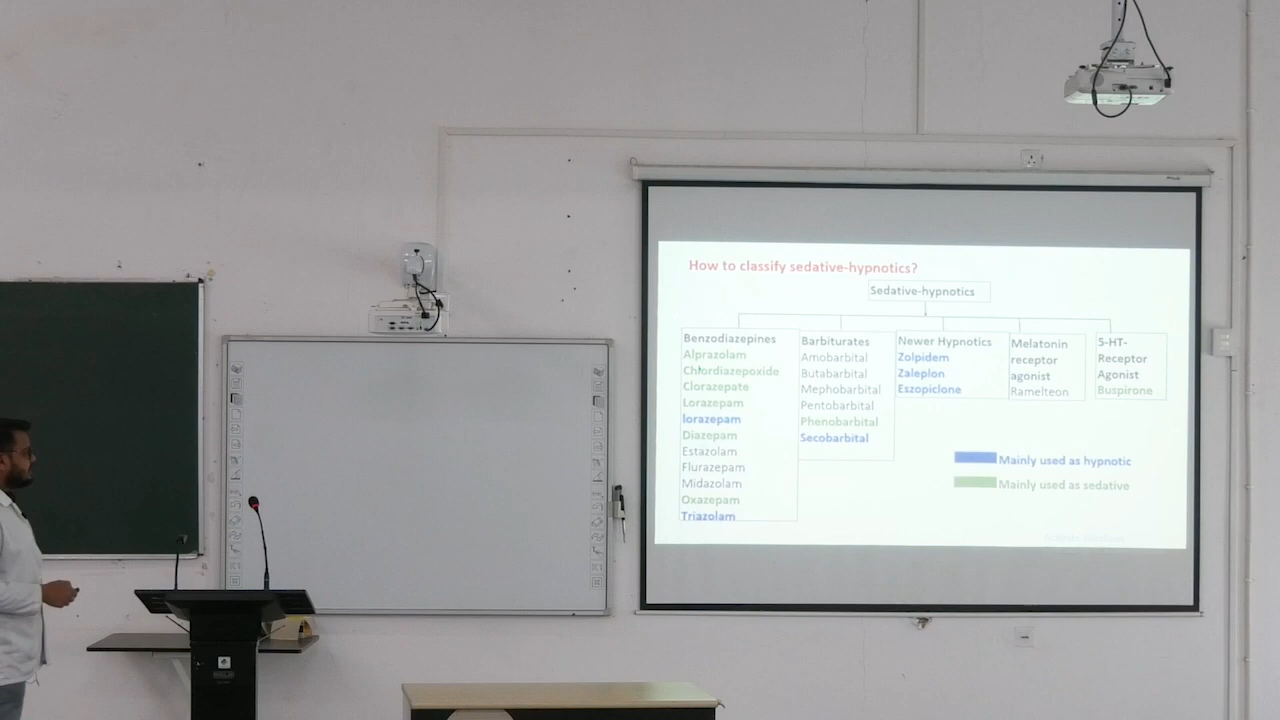 How to classify sedative-hypnotics?
Sedative-hypnotics
Benzodiazepines
Alprazolam
Chlordiazepoxide
Clorazepate
Lorazepam
lorazepam
Diazepam
Estazolam
Flurazepam
Midazolam
Oxazepam
Triazolam
Barbiturates
Amobarbital
Butabarbital
Mephobarbital
Pentobarbital
Phenobarbital
Secobarbital
Newer Hypnotics
Zolpidem
Zaleplon
Eszopiclone
Melatonin
receptor
agonist
Ramelteon
5-HT-
Receptor
Agonist
Buspirone
Mainly used as hypnotic
Mainly used as sedative